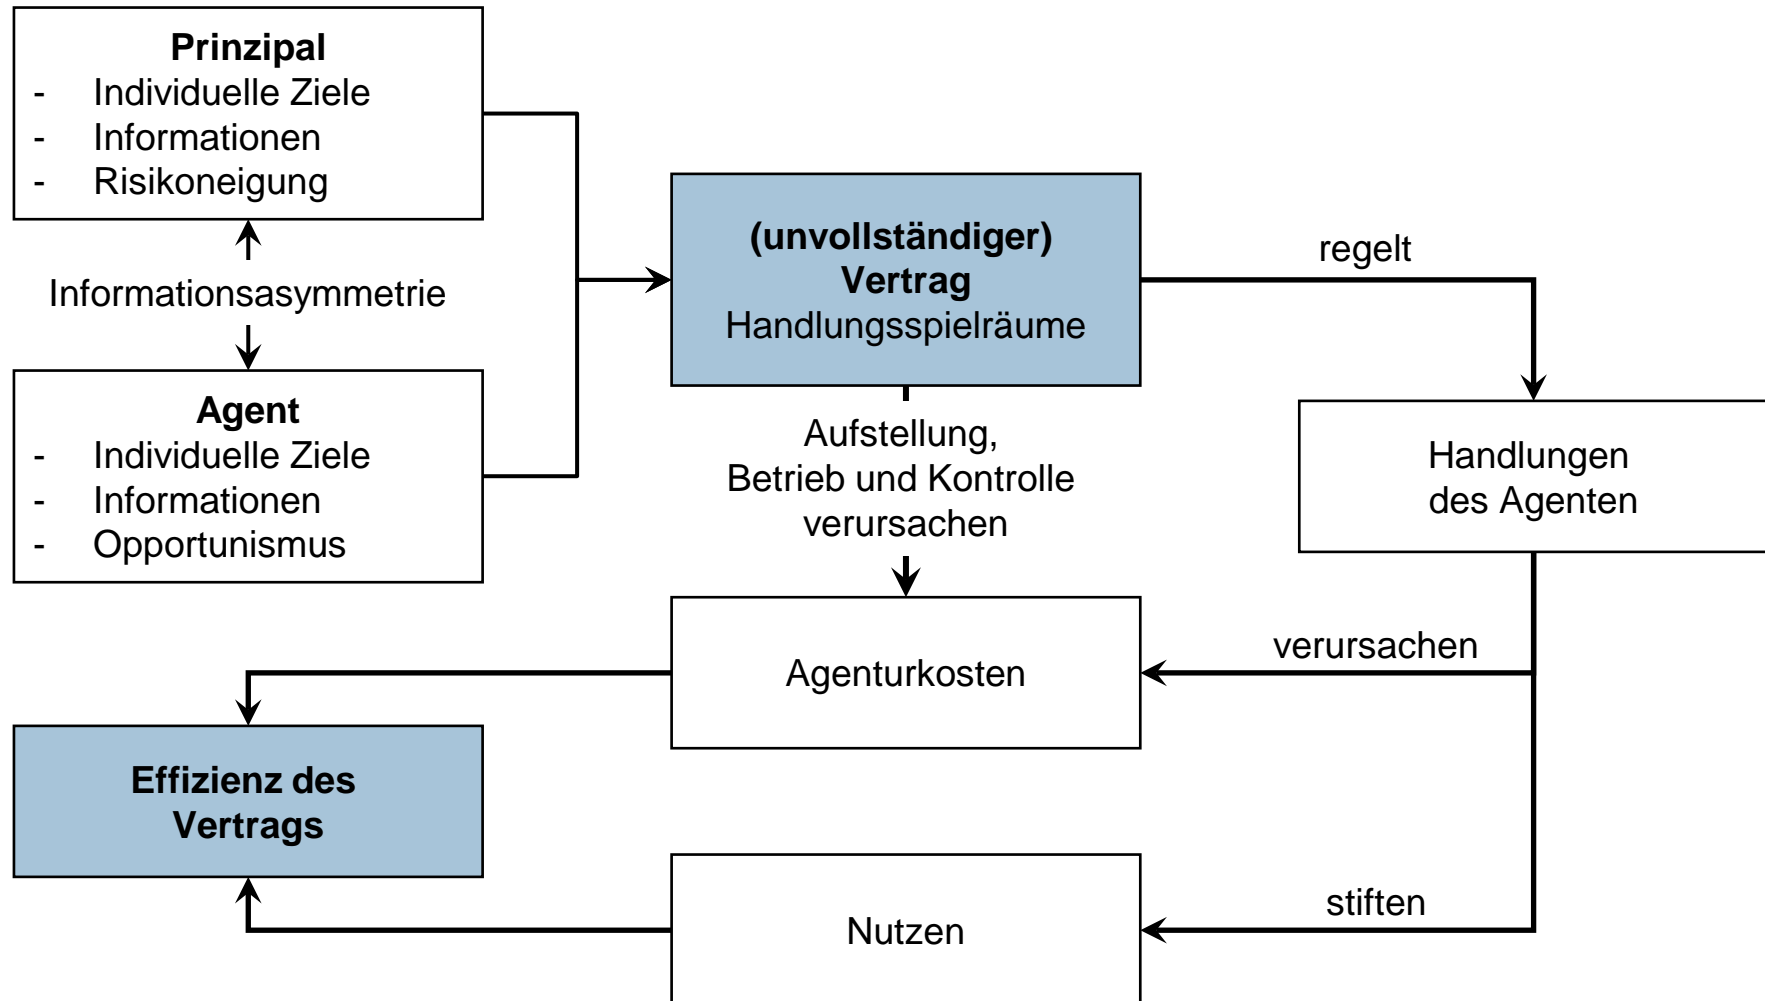 Prinzipal
- Individuelle Ziele
- Informationen
- Risikoneigung
Informationsasymmetrie
Agent
- Individuelle Ziele
- Informationen
- Opportunismus
(unvollständiger)
Vertrag
Handlungsspielräume
regelt
Aufstellung,
Betrieb und Kontrolle
verursachen
Handlungen
des Agenten
verursachen
Agenturkosten
Effizienz des
Vertrags
stiften
Nutzen